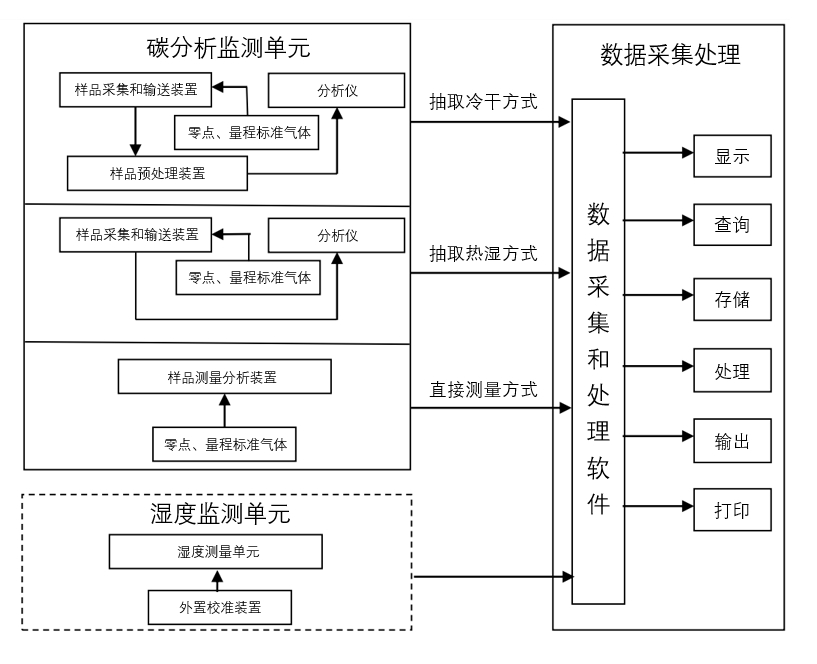 碳分析监测单元
样品采集和输送装置
分析仪
零点、量程标准气体
样品预处理装置
抽取冷干方式
样品采集和输送装置
分析仪
零点、量程标准气体
抽取热湿方式
样品测量分析装置
零点、量程标准气体
直接测量方式
湿度监测单元
湿度测量单元
外置校准装置
数据采集处理
数据采集和处理软件
显示
查询
存储
处理
输出
打印